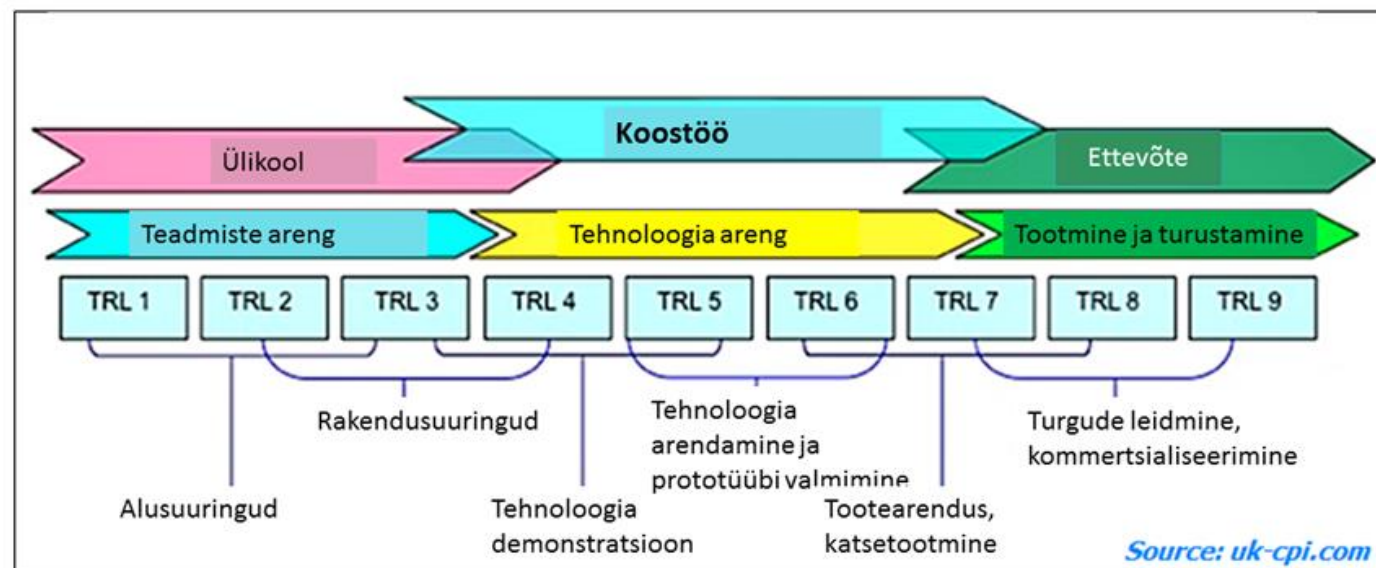 Koostöö
Ülikool
Ettevõte
Teadmiste areng
Tehnoloogia areng
Tootmine ja turustamine
TRL 1
TRL 2
TRL 3
TRL 4
TRL 5
TRL 6
TRL 7
TRL 8
TRL 9
Rakendusuuringud
Tehnoloogia
arendamine ja
prototüübi valmimine
Turgude leidmine,
kommertsialiseerimine
Alusuuringud
Tehnoloogia
demonstratsioon
Tootearendus,
katsetootmine
Source: uk-cpi.com